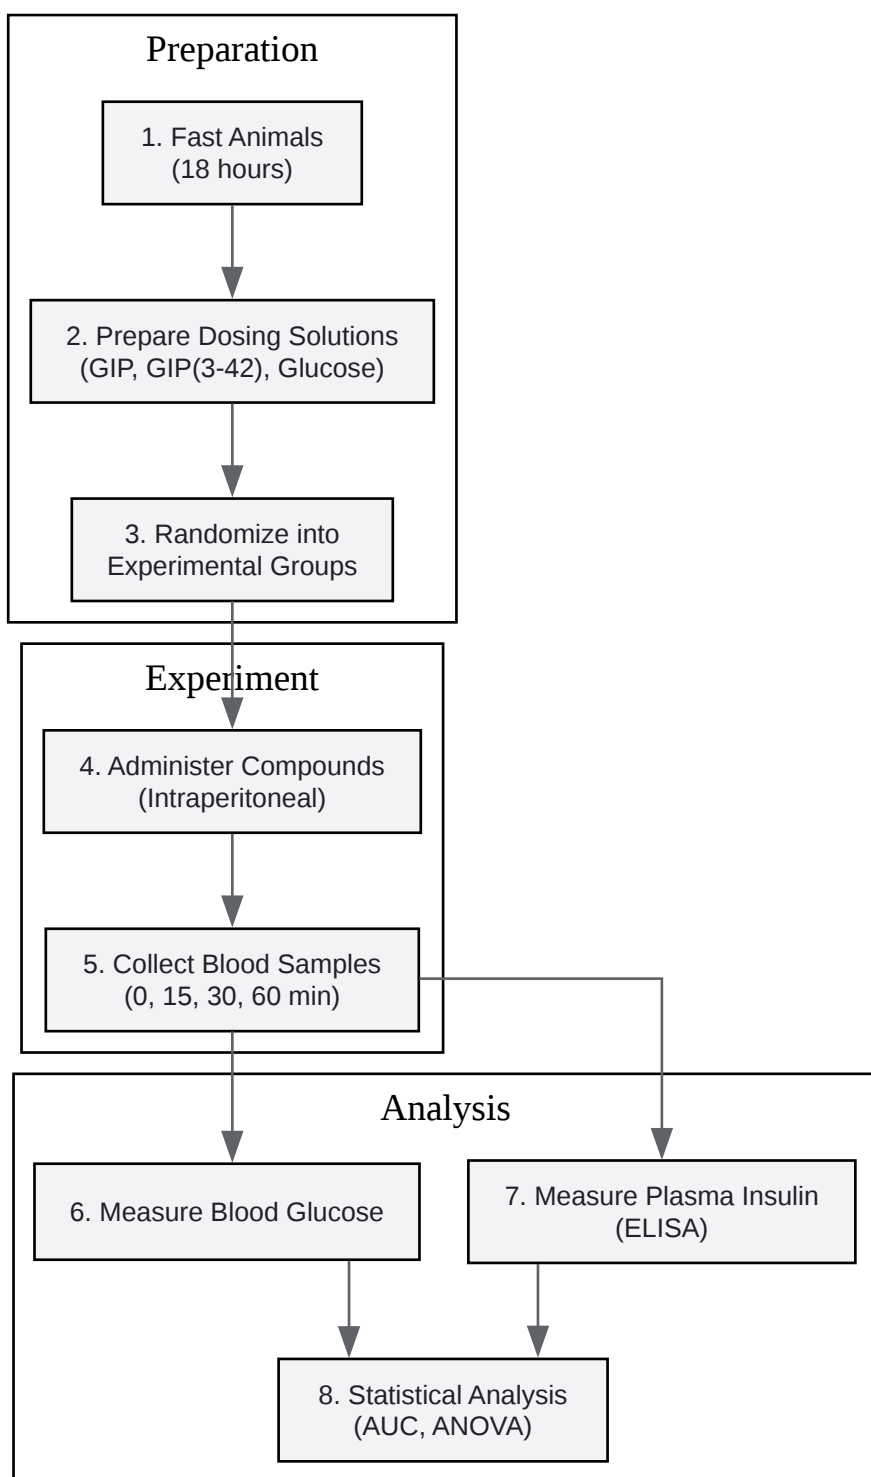 Preparation
1. Fast Animals
(18 hours)
2. Prepare Dosing Solutions
(GIP, GIP(3-42), Glucose)
3. Randomize into
Experimental Groups
Experiment
4. Administer Compounds
(Intraperitoneal)
5. Collect Blood Samples
(0, 15, 30, 60 min)
Analysis
6. Measure Blood Glucose
7. Measure Plasma Insulin
(ELISA)
8. Statistical Analysis
(AUC, ANOVA)